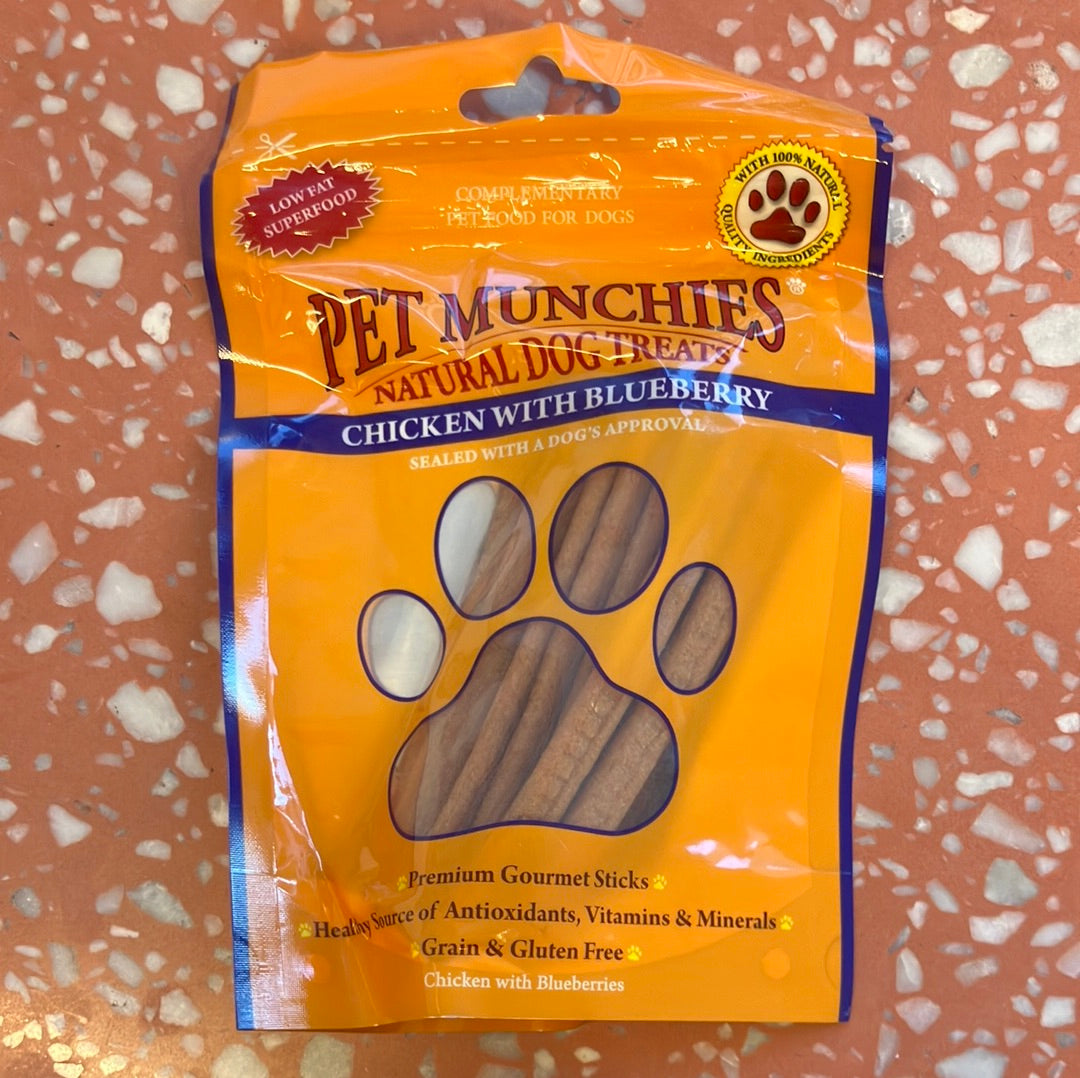 LOW FAT
SUPERFOOD
COMPLEMENTARY
PET FOOD FOR DOGS
WITH 100% NATURAL
QUALITY INGREDIENTS
PET MUNCHIES®
NATURAL DOG TREATS
CHICKEN WITH BLUEBERRY
SEALED WITH A DOG'S APPROVAL
Premium Gourmet Sticks
Healthy Source of Antioxidants, Vitamins & Minerals
Grain & Gluten Free
Chicken with Blueberries